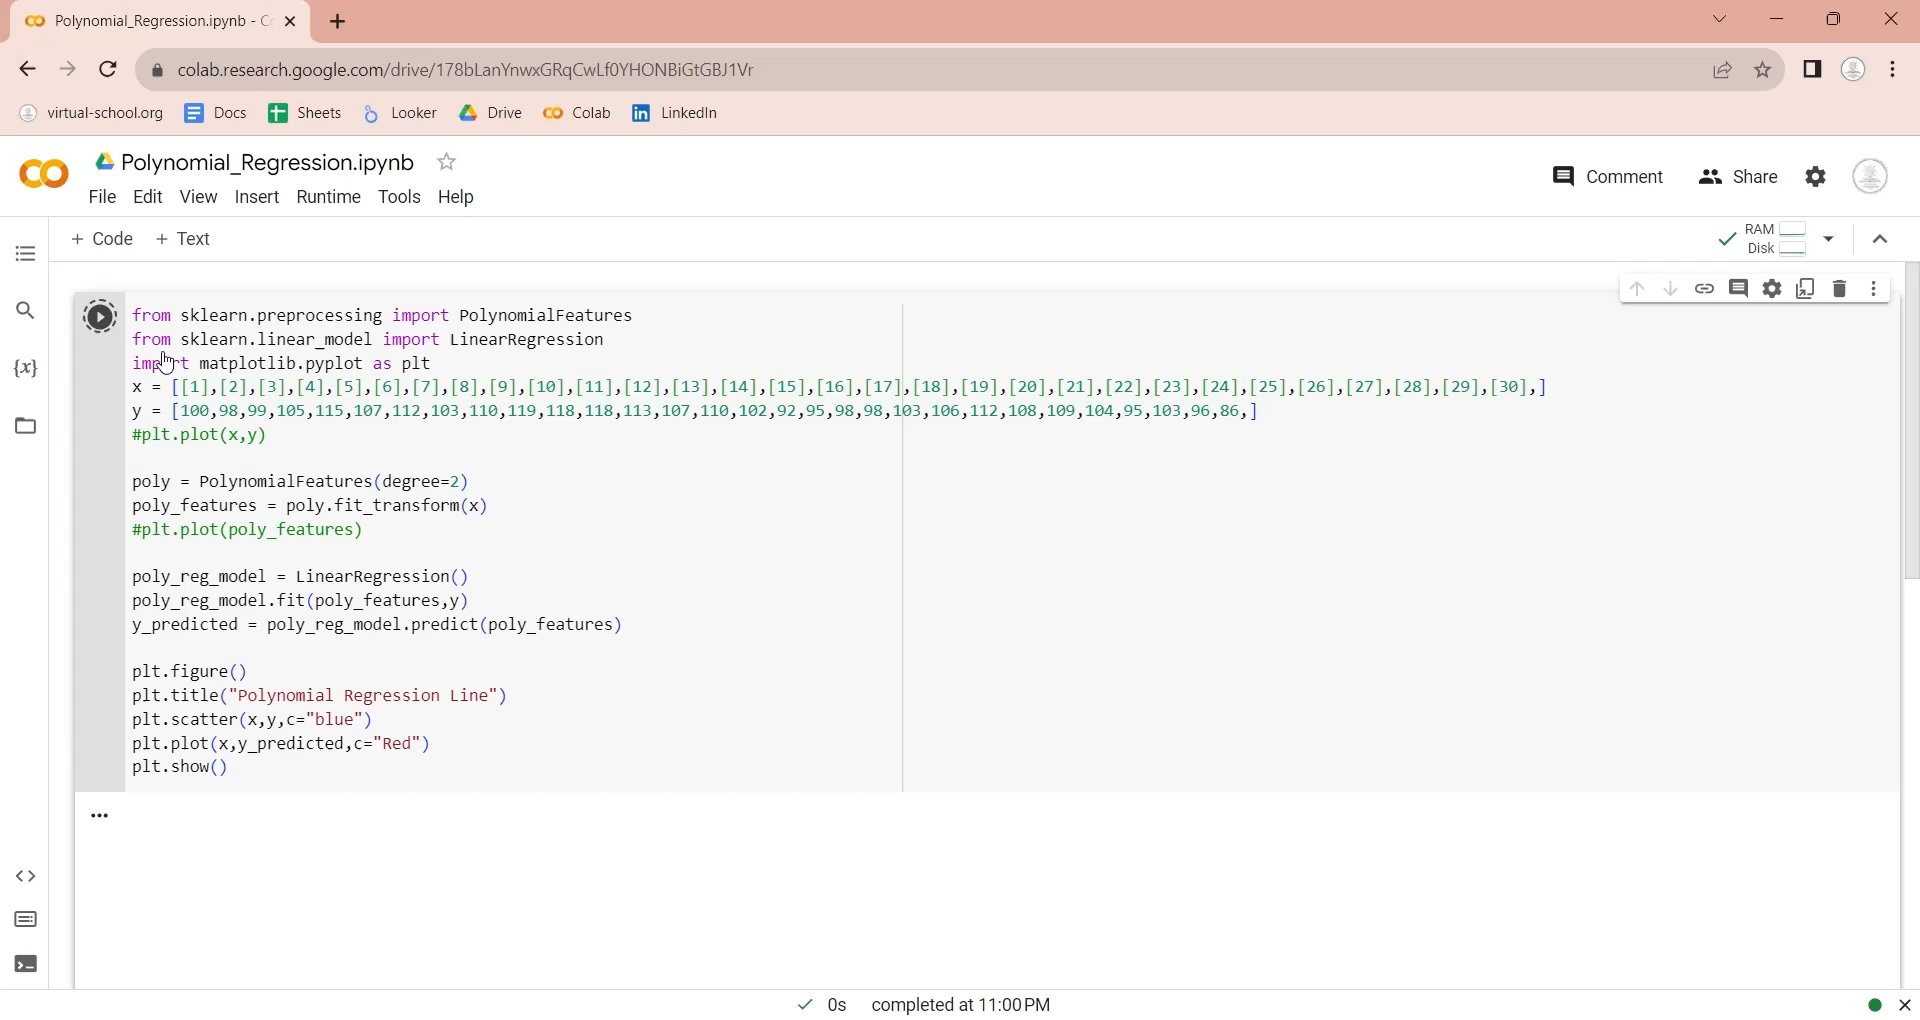 Polynomial_Regression.ipynb - C
colab.research.google.com/drive/178bLanYnwxGRqCwLf0YHONBiGtGBJ1Vr
virtual-school.org Docs Sheets Looker Drive Colab LinkedIn
Polynomial_Regression.ipynb
Comment Share
File Edit View Insert Runtime Tools Help
+ Code + Text
RAM
Disk
from sklearn.preprocessing import PolynomialFeatures
from sklearn.linear_model import LinearRegression
import matplotlib.pyplot as plt
x = [[1],[2],[3],[4],[5],[6],[7],[8],[9],[10],[11],[12],[13],[14],[15],[16],[17],[18],[19],[20],[21],[22],[23],[24],[25],[26],[27],[28],[29],[30],]
y = [100,98,99,105,115,107,112,103,110,119,118,118,113,107,110,102,92,95,98,98,103,106,112,108,109,104,95,103,96,86,]
#plt.plot(x,y)
poly = PolynomialFeatures(degree=2)
poly_features = poly.fit_transform(x)
#plt.plot(poly_features)
poly_reg_model = LinearRegression()
poly_reg_model.fit(poly_features,y)
y_predicted = poly_reg_model.predict(poly_features)
plt.figure()
plt.title("Polynomial Regression Line")
plt.scatter(x,y,c="blue")
plt.plot(x,y_predicted,c="Red")
plt.show()
0s completed at 11:00 PM